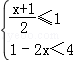 { (x+1)/2 ⩽ 1
1 − 2x < 4